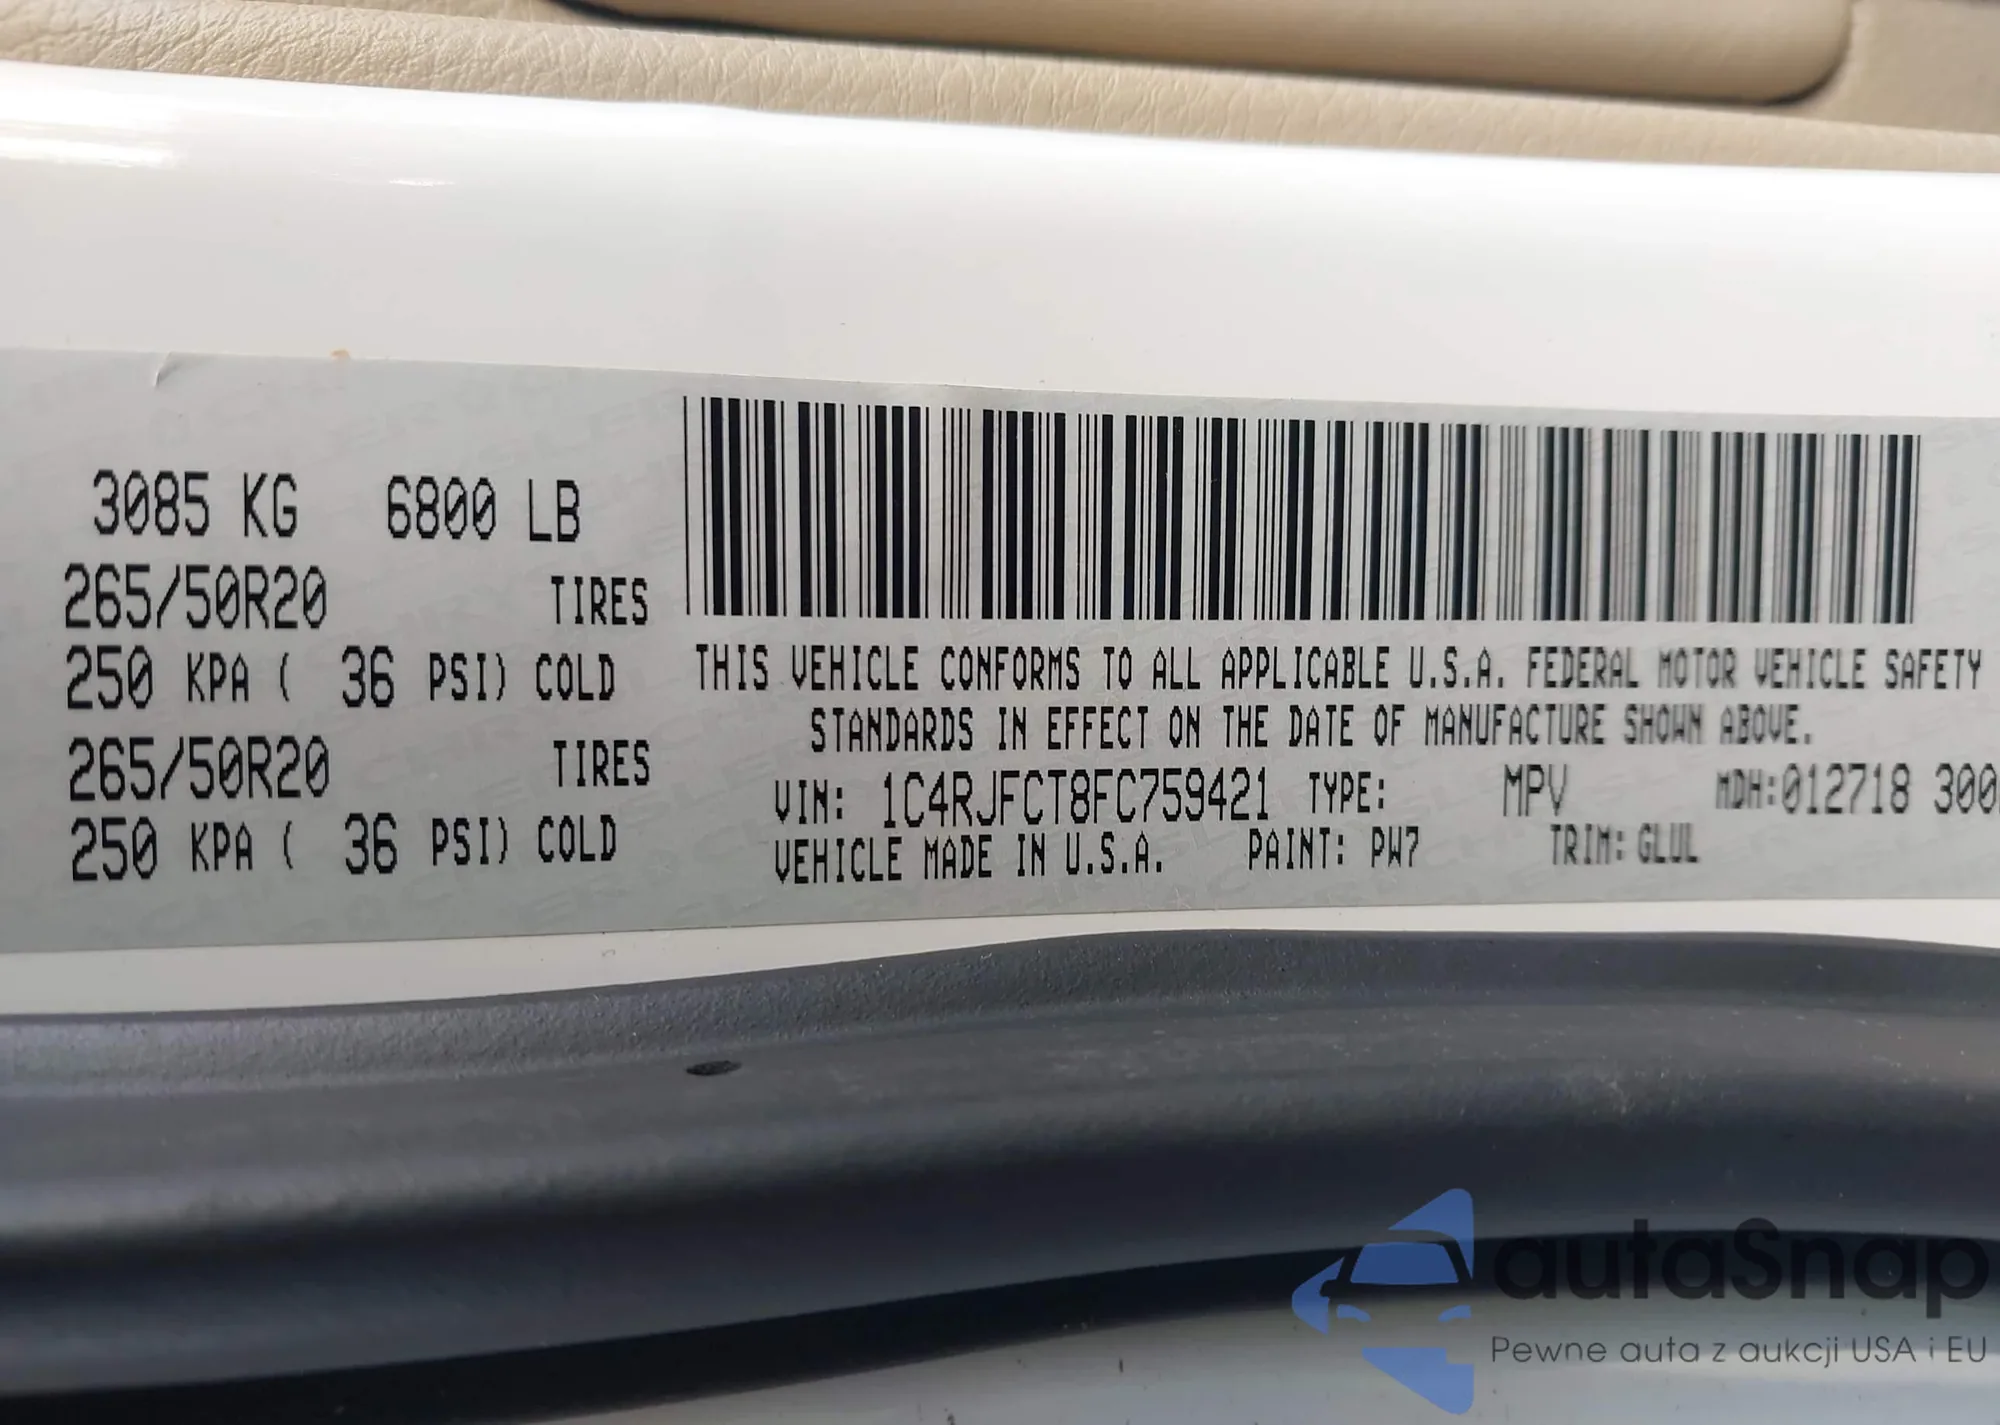 3085 KG 6800 LB
265/50R20 TIRES
250 KPA ( 36 PSI) COLD
265/50R20 TIRES
250 KPA ( 36 PSI) COLD
THIS VEHICLE CONFORMS TO ALL APPLICABLE U.S.A. FEDERAL MOTOR VEHICLE SAFETY
STANDARDS IN EFFECT ON THE DATE OF MANUFACTURE SHOWN ABOVE.
VIN: 1C4RJFCT8FC759421 TYPE: MPV MDH:012718 300
VEHICLE MADE IN U.S.A. PAINT: PW7 TRIM: GLUL
autaSnap
Pewne auta z aukcji USA i EU